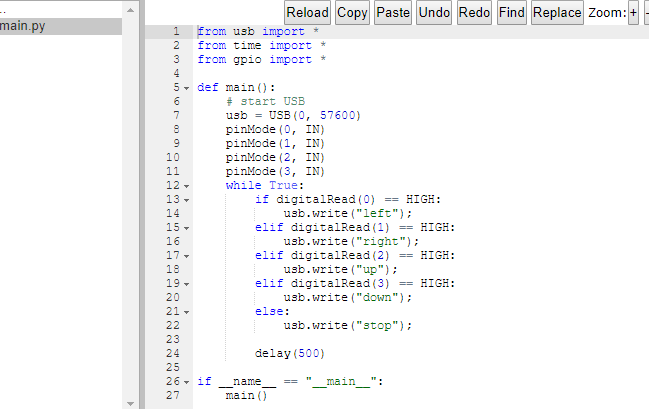 ..
main.py
Reload Copy Paste Undo Redo Find Replace Zoom: + -
1 from usb import *
2 from time import *
3 from gpio import *
4
5 def main():
6     # start USB
7     usb = USB(0, 57600)
8     pinMode(0, IN)
9     pinMode(1, IN)
10     pinMode(2, IN)
11     pinMode(3, IN)
12     while True:
13         if digitalRead(0) == HIGH:
14             usb.write("left");
15         elif digitalRead(1) == HIGH:
16             usb.write("right");
17         elif digitalRead(2) == HIGH:
18             usb.write("up");
19         elif digitalRead(3) == HIGH:
20             usb.write("down");
21         else:
22             usb.write("stop");
23
24         delay(500)
25
26 if __name__ == "__main__":
27     main()